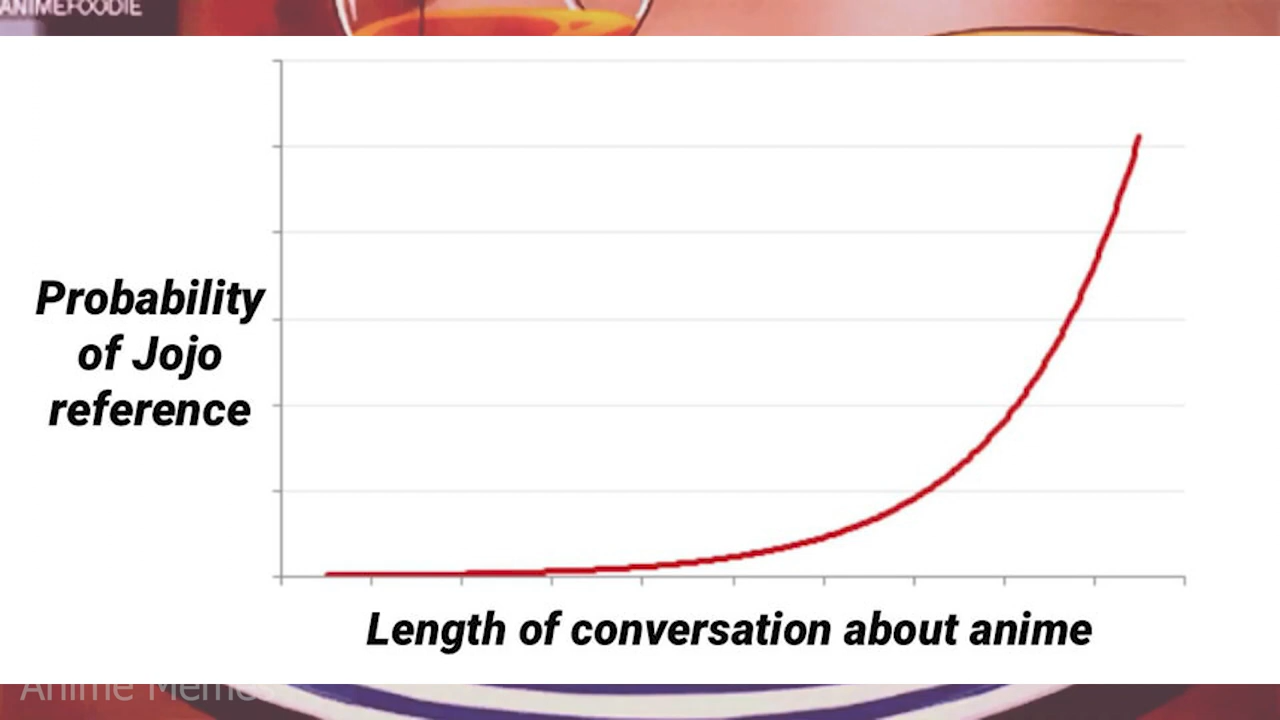 ANIMEFOODIE
Probability
of Jojo
reference
Length of conversation about anime
Anime Memes